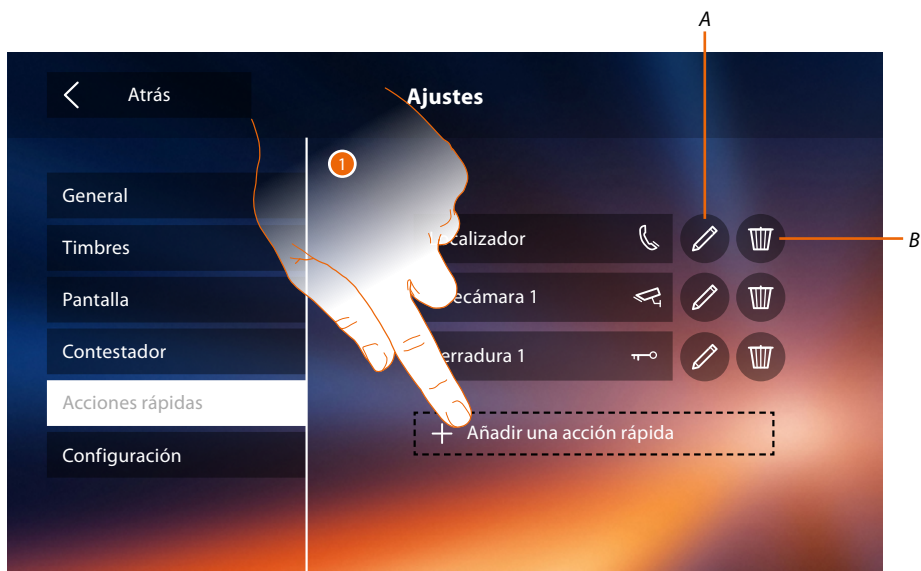 A
Atrás
Ajustes
1
General
Timbres
Pantalla
Contestador
Acciones rápidas
Configuración
calizador
B
ecámara 1
erradura 1
Añadir una acción rápida